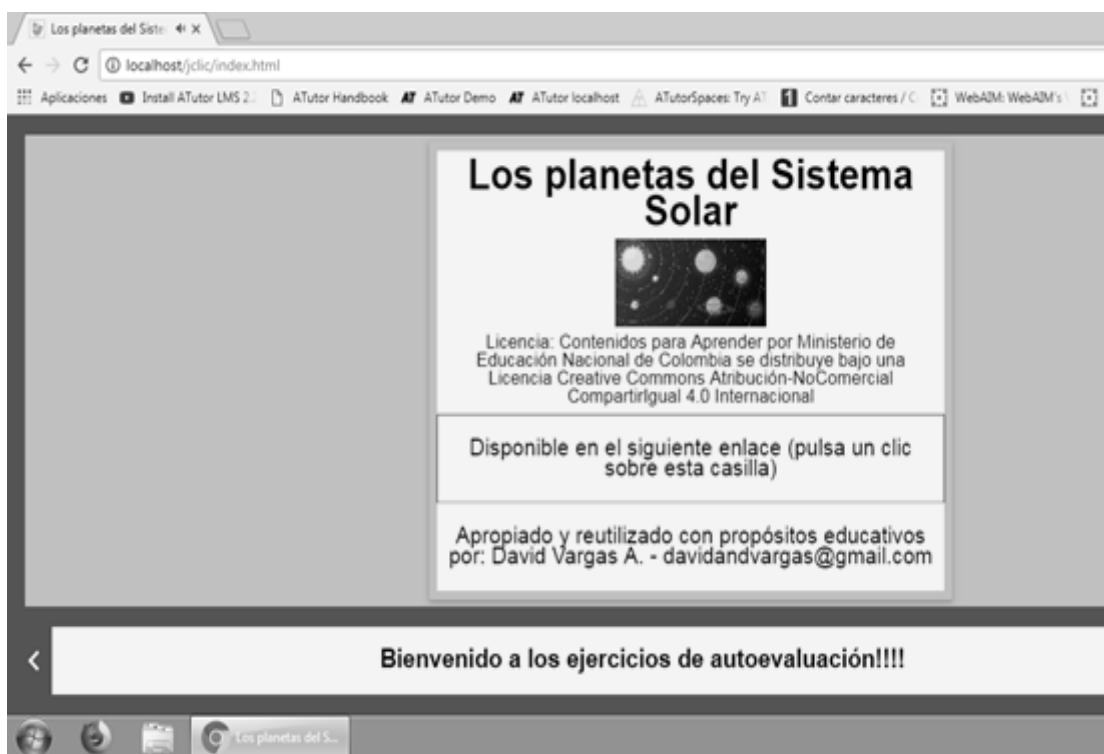 Los planetas del Siste
localhost/jclic/index.html
Aplicaciones Install ATutor LMS 2. ATutor Handbook AT ATutor Demo AT ATutor localhost ATutorSpaces: Try AT Contar caracteres / C WebAIM: WebAIM's
Los planetas del Sistema
Solar
Licencia: Contenidos para Aprender por Ministerio de
Educación Nacional de Colombia se distribuye bajo una
Licencia Creative Commons Atribución-NoComercial
CompartirIgual 4.0 Internacional
Disponible en el siguiente enlace (pulsa un clic
sobre esta casilla)
Apropiado y reutilizado con propósitos educativos
por: David Vargas A. - davidandvargas@gmail.com
Bienvenido a los ejercicios de autoevaluación!!!!
Los planetas del S...